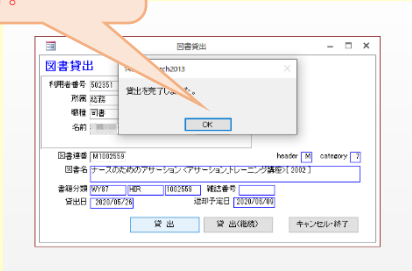 。
図書貸出
図書貸出
rch2013
利用者番号 502351
貸出を完了しました。
所属 総務
職種 司書
名前
OK
図書連番 M1002559 header M category 7
図書名 ナースのためのアサーション<アサーション,トレーニング講座>[2002]
書籍分類 WY87 HIR 1002559 雑誌番号
貸出日 2020/05/26 返却予定日 2020/06/09
貸 出 貸 出(継続) キャンセル・終了